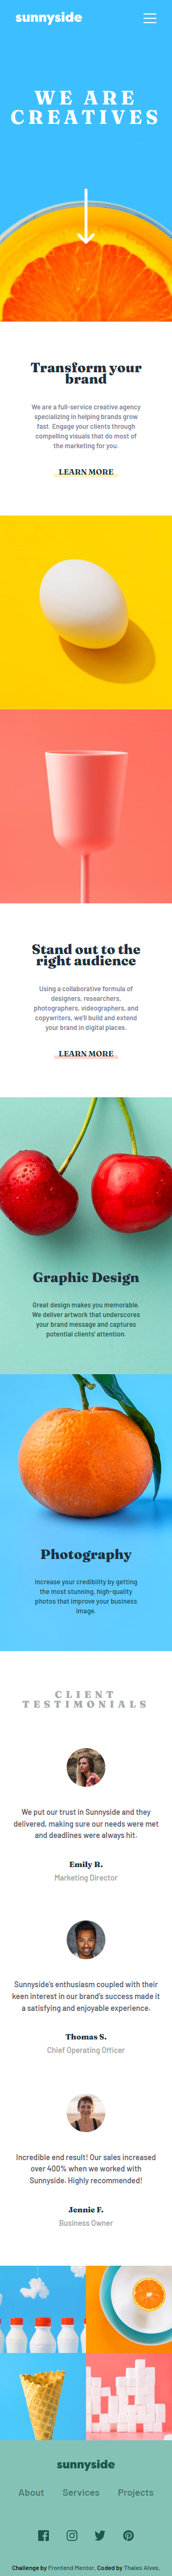 sunnyside
WE ARE
CREATIVES
Transform your
brand
We are a full-service creative agency
specializing in helping brands grow
fast. Engage your clients through
compelling visuals that do most of
the marketing for you.
LEARN MORE
Stand out to the
right audience
Using a collaborative formula of
designers, researchers,
photographers, videographers, and
copywriters, we'll build and extend
your brand in digital places.
LEARN MORE
Graphic Design
Great design makes you memorable.
We deliver artwork that underscores
your brand message and captures
potential clients' attention.
Photography
Increase your credibility by getting
the most stunning, high-quality
photos that improve your business
image.
CLIENT
TESTIMONIALS
We put our trust in Sunnyside and they
delivered, making sure our needs were met
and deadlines were always hit.
Emily R.
Marketing Director
Sunnyside's enthusiasm coupled with their
keen interest in our brand's success made it
a satisfying and enjoyable experience.
Thomas S.
Chief Operating Officer
Incredible end result! Our sales increased
over 400% when we worked with
Sunnyside. Highly recommended!
Jennie F.
Business Owner
sunnyside
About Services Projects
Challenge by Frontend Mentor. Coded by Thales Alves.